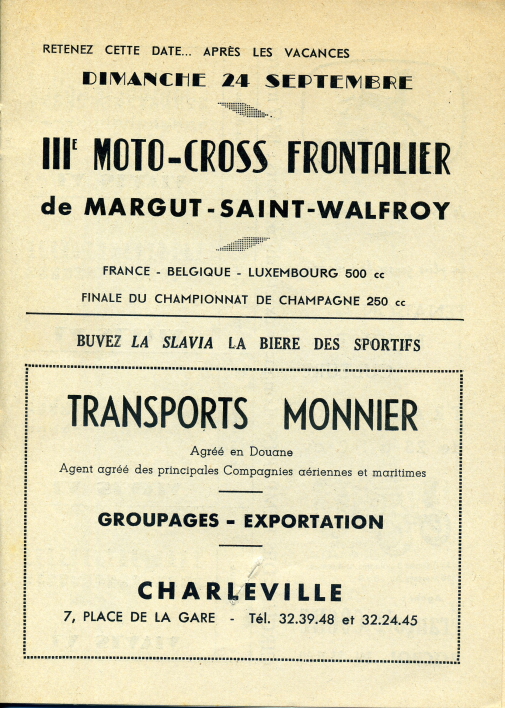 RETENEZ CETTE DATE... APRÈS LES VACANCES
DIMANCHE 24 SEPTEMBRE
IIIE MOTO-CROSS FRONTALIER
de MARGUT-SAINT-WALFROY
FRANCE - BELGIQUE - LUXEMBOURG 500 cc
FINALE DU CHAMPIONNAT DE CHAMPAGNE 250 cc
BUVEZ LA SLAVIA LA BIERE DES SPORTIFS
TRANSPORTS MONNIER
Agréé en Douane
Agent agréé des principales Compagnies aériennes et maritimes
GROUPAGES - EXPORTATION
CHARLEVILLE
7, PLACE DE LA GARE - Tél. 32.39.48 et 32.24.45